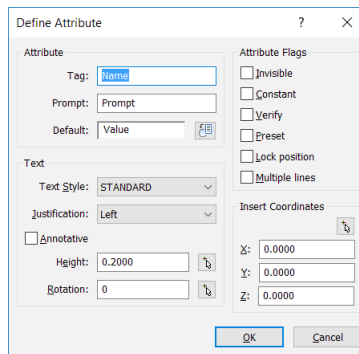 Define Attribute ? ×
Attribute
Tag: Name
Prompt: Prompt
Default: Value
Text
Text Style: STANDARD
Justification: Left
Annotative
Height: 0.2000
Rotation: 0
Attribute Flags
Invisible
Constant
Verify
Preset
Lock position
Multiple lines
Insert Coordinates
X: 0.0000
Y: 0.0000
Z: 0.0000
OK Cancel